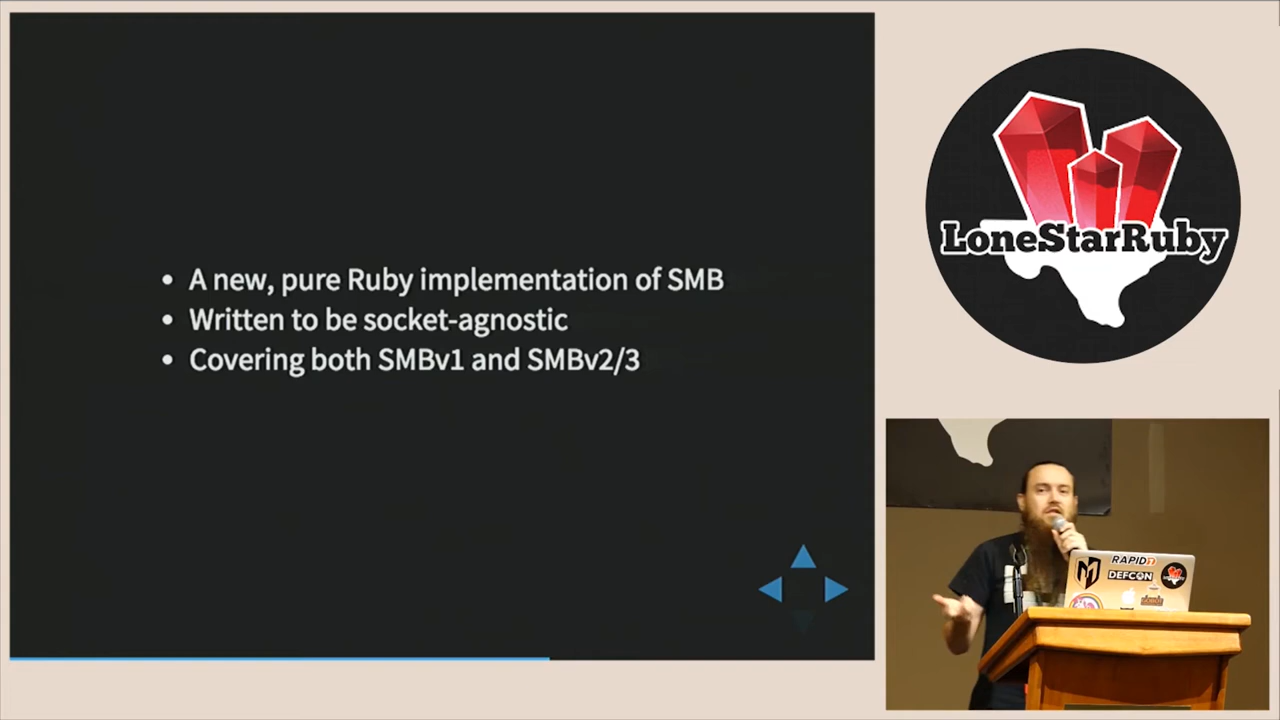 • A new, pure Ruby implementation of SMB
• Written to be socket-agnostic
• Covering both SMBv1 and SMBv2/3
LoneStarRuby
RAPID7
DEFCON